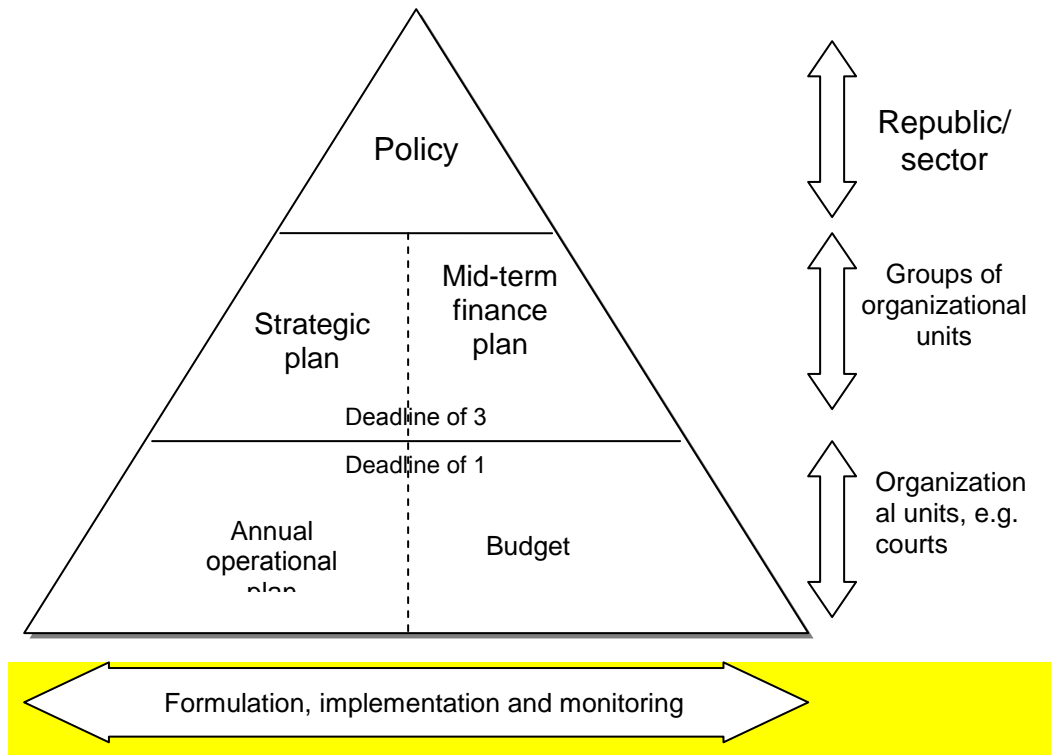 Policy
Republic/
sector
Strategic
plan
Mid-term
finance
plan
Groups of
organizational
units
Deadline of 3
Deadline of 1
Annual
operational
plan
Budget
Organization
al units, e.g.
courts
Formulation, implementation and monitoring